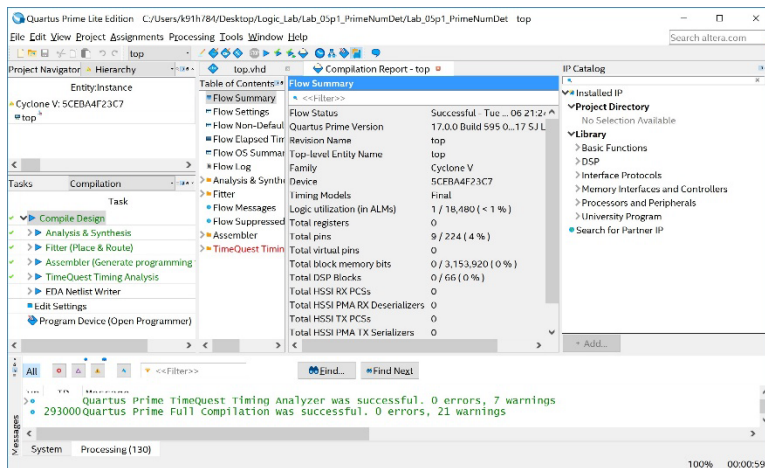 Quartus Prime Lite Edition C:/Users/k91h784/Desktop/Logic_Lab/Lab_05p1_PrimeNumDet/Lab_05p1_PrimeNumDet top
File Edit View Project Assignments Processing Tools Window Help
Search altera.com
top
Project Navigator Hierarchy
Entity:Instance
Cyclone V: 5CEBA4F23C7
top
Tasks Compilation
Task
Compile Design
Analysis & Synthesis
Fitter (Place & Route)
Assembler (Generate programming
TimeQuest Timing Analysis
EDA Netlist Writer
Edit Settings
Program Device (Open Programmer)
top.vhd
Compilation Report - top
Table of Contents
Flow Summary
Flow Settings
Flow Non-Defaul
Flow Elapsed Tim
Flow OS Summar
Flow Log
Analysis & Synthe
Fitter
Flow Messages
Flow Suppressed
Assembler
TimeQuest Timin
Flow Summary
<<Filter>>
Flow Status Successful - Tue ... 06 21:2
Quartus Prime Version 17.0.0 Build 595 0...17 SJ L
Revision Name top
Top-level Entity Name top
Family Cyclone V
Device 5CEBA4F23C7
Timing Models Final
Logic utilization (in ALMs) 1 / 18,480 ( < 1 % )
Total registers 0
Total pins 9 / 224 ( 4 % )
Total virtual pins 0
Total block memory bits 0 / 3,153,920 ( 0 % )
Total DSP Blocks 0 / 66 ( 0 % )
Total HSSI RX PCSs 0
Total HSSI PMA RX Deserializers 0
Total HSSI TX PCSs 0
Total HSSI PMA TX Serializers 0
IP Catalog
Installed IP
Project Directory
No Selection Available
Library
Basic Functions
DSP
Interface Protocols
Memory Interfaces and Controllers
Processors and Peripherals
University Program
Search for Partner IP
+ Add...
All <<Filter>> Find... Find Next
ID Message
Quartus Prime TimeQuest Timing Analyzer was successful. 0 errors, 7 warnings
293000 Quartus Prime Full Compilation was successful. 0 errors, 21 warnings
Messages
System Processing (130)
100% 00:00:59